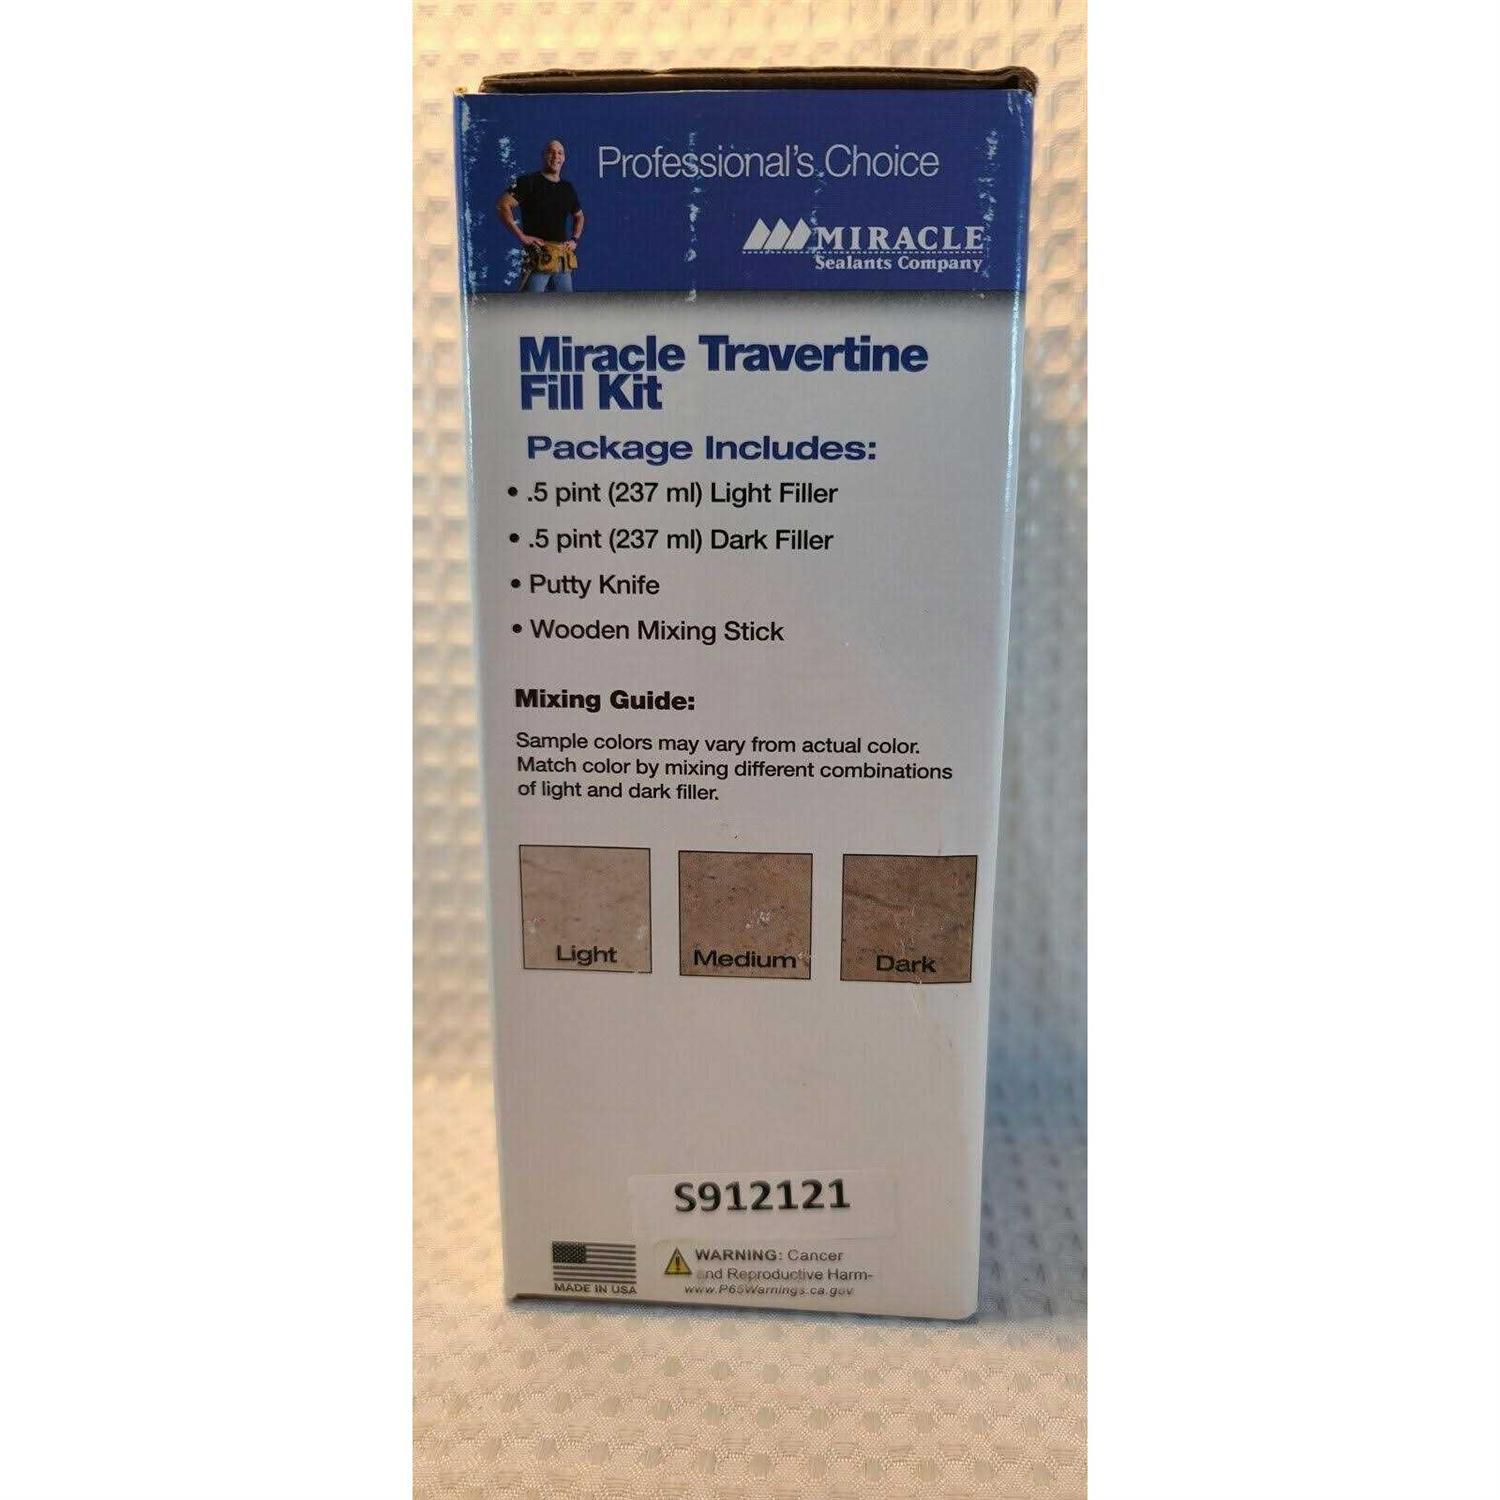 Professional's Choice
MIRACLE
Sealants Company
Miracle Travertine
Fill Kit
Package Includes:
• .5 pint (237 ml) Light Filler
• .5 pint (237 ml) Dark Filler
• Putty Knife
• Wooden Mixing Stick
Mixing Guide:
Sample colors may vary from actual color.
Match color by mixing different combinations
of light and dark filler.
Light
Medium
Dark
S912121
WARNING: Cancer
and Reproductive Harm-
www.P65Warnings.ca.gov
MADE IN USA